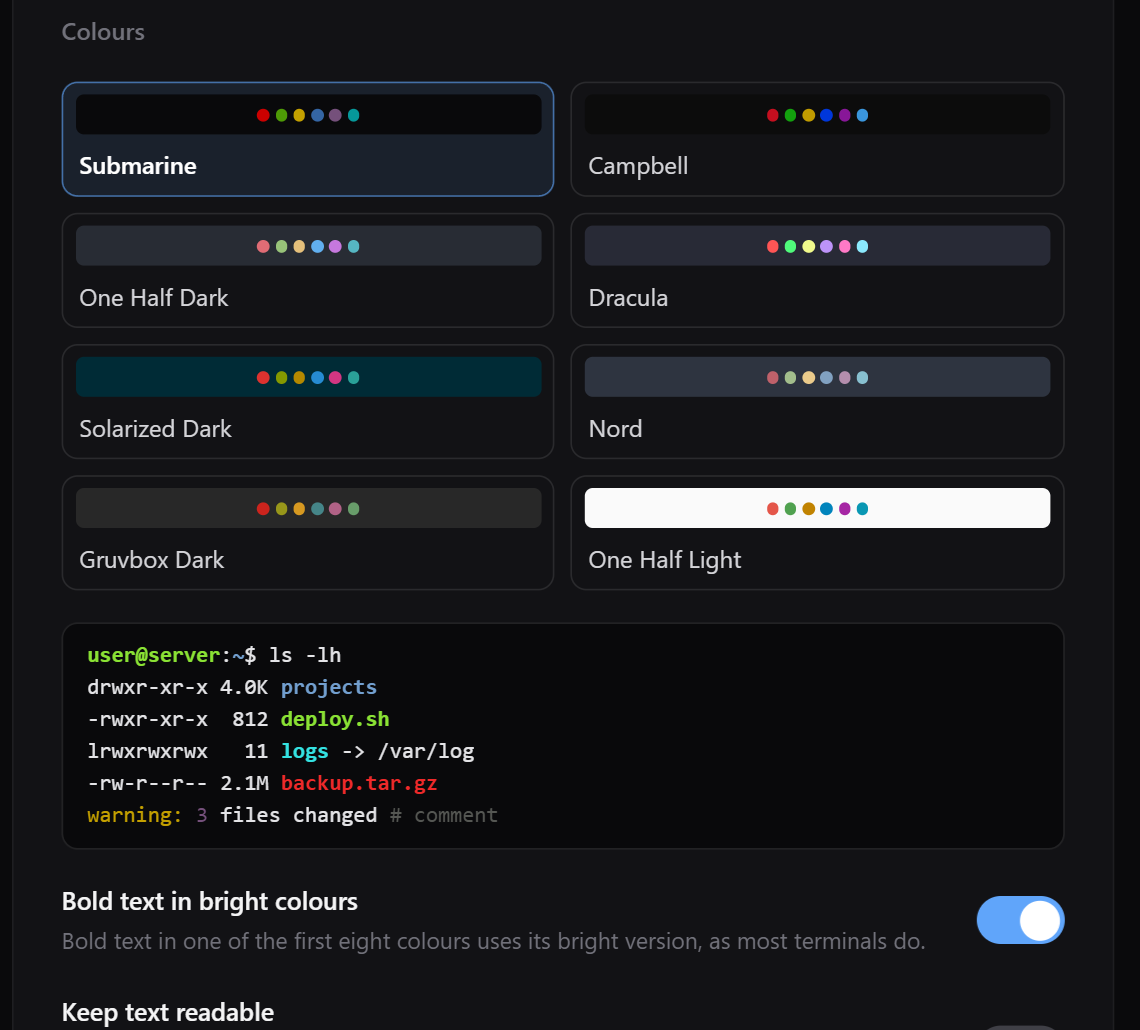 Colours
Submarine
Campbell
One Half Dark
Dracula
Solarized Dark
Nord
Gruvbox Dark
One Half Light
user@server:~$ ls -lh
drwxr-xr-x 4.0K projects
-rwxr-xr-x  812 deploy.sh
lrwxrwxrwx   11 logs -> /var/log
-rw-r--r-- 2.1M backup.tar.gz
warning: 3 files changed # comment
Bold text in bright colours
Bold text in one of the first eight colours uses its bright version, as most terminals do.
Keep text readable